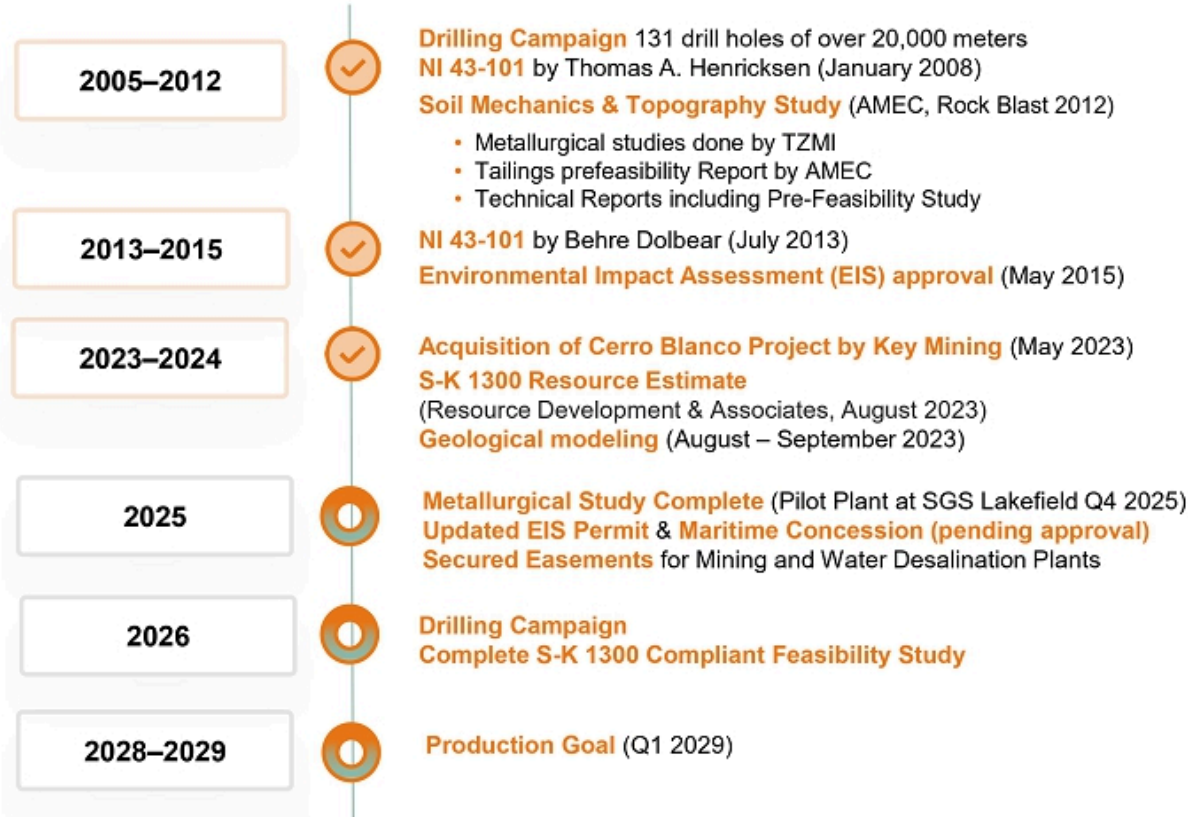 2005–2012
Drilling Campaign 131 drill holes of over 20,000 meters
NI 43-101 by Thomas A. Henricksen (January 2008)
Soil Mechanics & Topography Study (AMEC, Rock Blast 2012)
• Metallurgical studies done by TZMI
• Tailings prefeasibility Report by AMEC
• Technical Reports including Pre-Feasibility Study
2013–2015
NI 43-101 by Behre Dolbear (July 2013)
Environmental Impact Assessment (EIS) approval (May 2015)
2023–2024
Acquisition of Cerro Blanco Project by Key Mining (May 2023)
S-K 1300 Resource Estimate
(Resource Development & Associates, August 2023)
Geological modeling (August – September 2023)
2025
Metallurgical Study Complete (Pilot Plant at SGS Lakefield Q4 2025)
Updated EIS Permit & Maritime Concession (pending approval)
Secured Easements for Mining and Water Desalination Plants
2026
Drilling Campaign
Complete S-K 1300 Compliant Feasibility Study
2028–2029
Production Goal (Q1 2029)